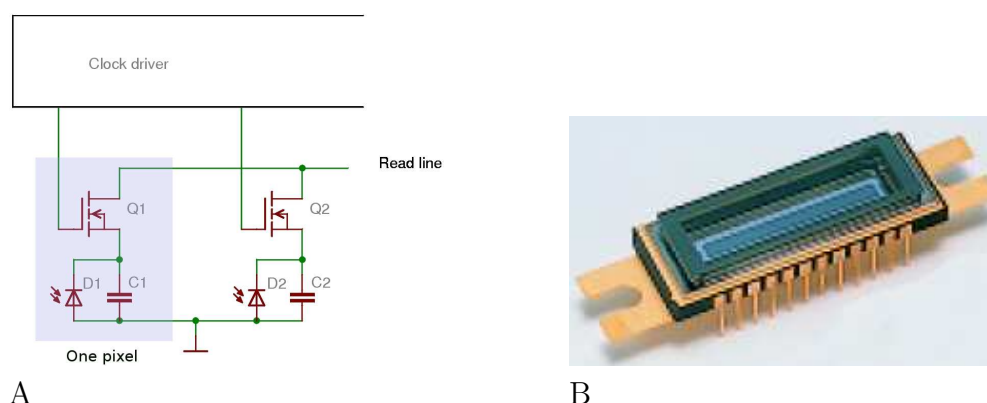 Clock driver
Read line
Q1
Q2
D1
C1
D2
C2
One pixel
A
B